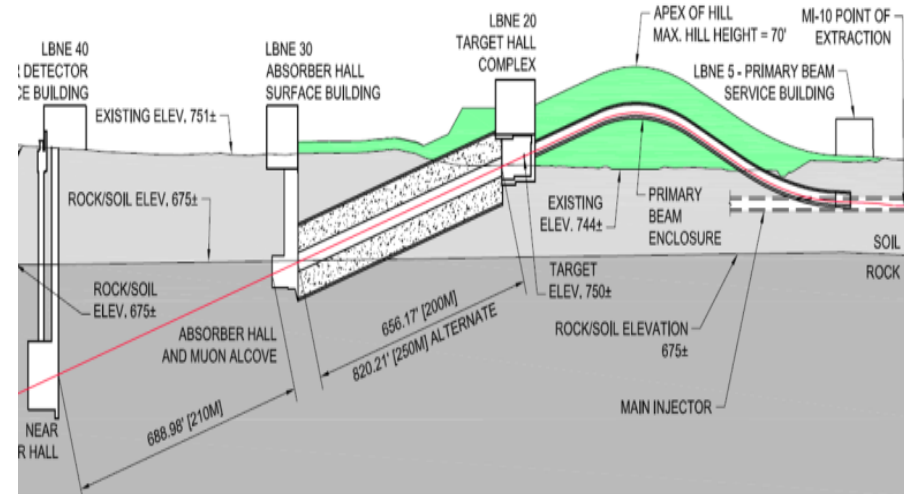 LBNE 40
R DETECTOR
CE BUILDING
LBNE 30
ABSORBER HALL
SURFACE BUILDING
LBNE 20
TARGET HALL
COMPLEX
APEX OF HILL
MAX. HILL HEIGHT = 70'
MI-10 POINT OF
EXTRACTION
LBNE 5 - PRIMARY BEAM
SERVICE BUILDING
EXISTING ELEV. 751±
ROCK/SOIL ELEV. 675±
EXISTING
ELEV. 744±
PRIMARY
BEAM
ENCLOSURE
SOIL
ROCK
ROCK/SOIL
ELEV. 675±
ABSORBER HALL
AND MUON ALCOVE
656.17' [200M]
820.21' [250M] ALTERNATE
TARGET
ELEV. 750±
ROCK/SOIL ELEVATION
675±
MAIN INJECTOR
688.98' [210M]
NEAR
R HALL